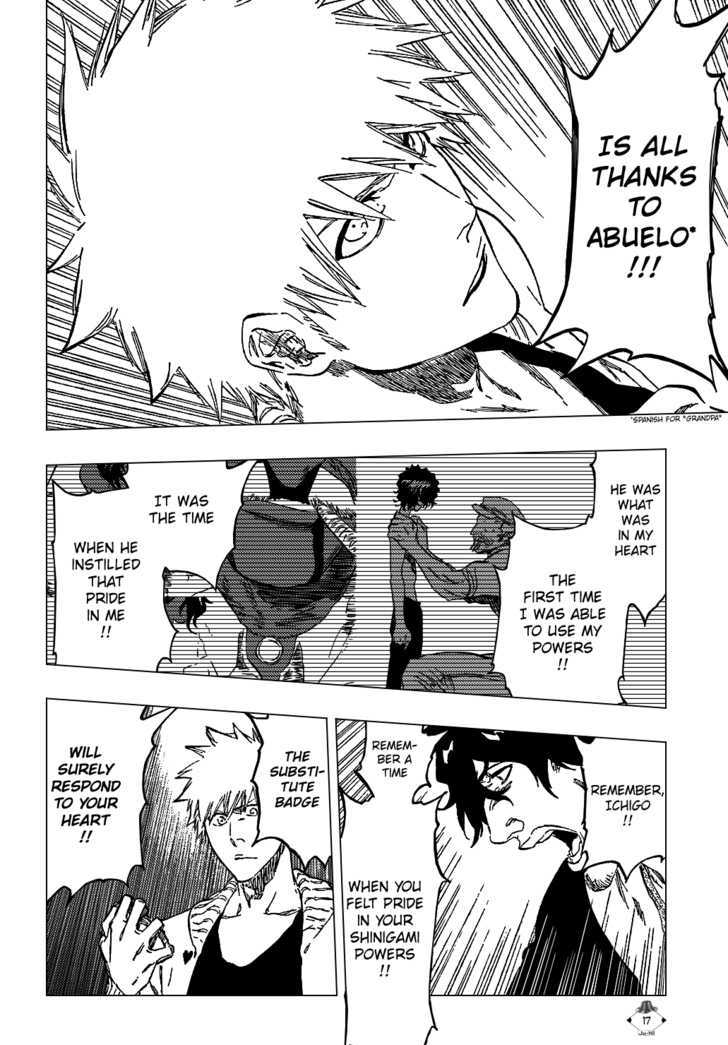 IS ALL
THANKS
TO
ABUELO*
!!!
*SPANISH FOR "GRANDPA"
HE WAS
WHAT
WAS
IN MY
HEART
THE
FIRST TIME
I WAS ABLE
TO USE MY
POWERS
!!
IT WAS
THE TIME
WHEN HE
INSTILLED
THAT
PRIDE
IN ME
!!
REMEMBER,
ICHIGO
!!
REMEM-
BER A
TIME
WHEN YOU
FELT PRIDE
IN YOUR
SHINIGAMI
POWERS
THE
SUBSTI-
TUTE
BADGE
WILL
SURELY
RESPOND
TO YOUR
HEART
!!
17